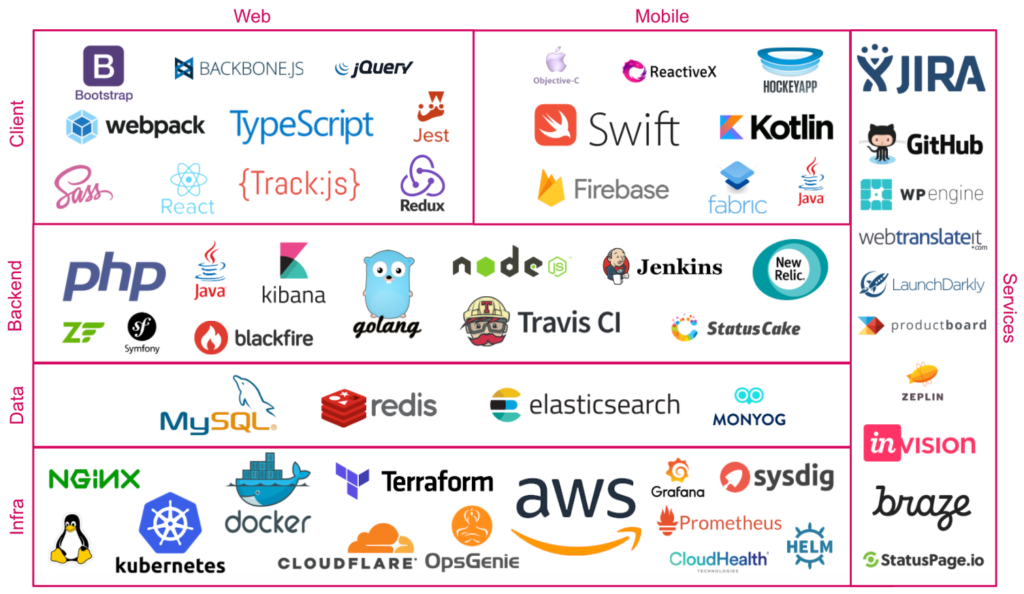 Web
Mobile
Client
B
Bootstrap
BACKBONE.JS
jQuery
webpack
TypeScript
Jest
Sass
React
{Track:js}
Redux
Objective-C
ReactiveX
HOCKEYAPP
Swift
Kotlin
Firebase
fabric
Java
Backend
php
Java
kibana
golang
node
JS
Jenkins
New
Relic.
ZF
sf
Symfony
blackfire
T
Travis CI
StatusCake
Data
MySQL®
redis
elasticsearch
MONYOG
Infra
NGINX
kubernetes
docker
Terraform
CLOUDFLARE
OpsGenie
aws
Grafana
sysdig
Prometheus
CloudHealth
TECHNOLOGIES
HELM
Services
JIRA
GitHub
WP engine
webtranslateit
.com
LaunchDarkly
productboard
ZEPLIN
inVISION
braze
StatusPage.io